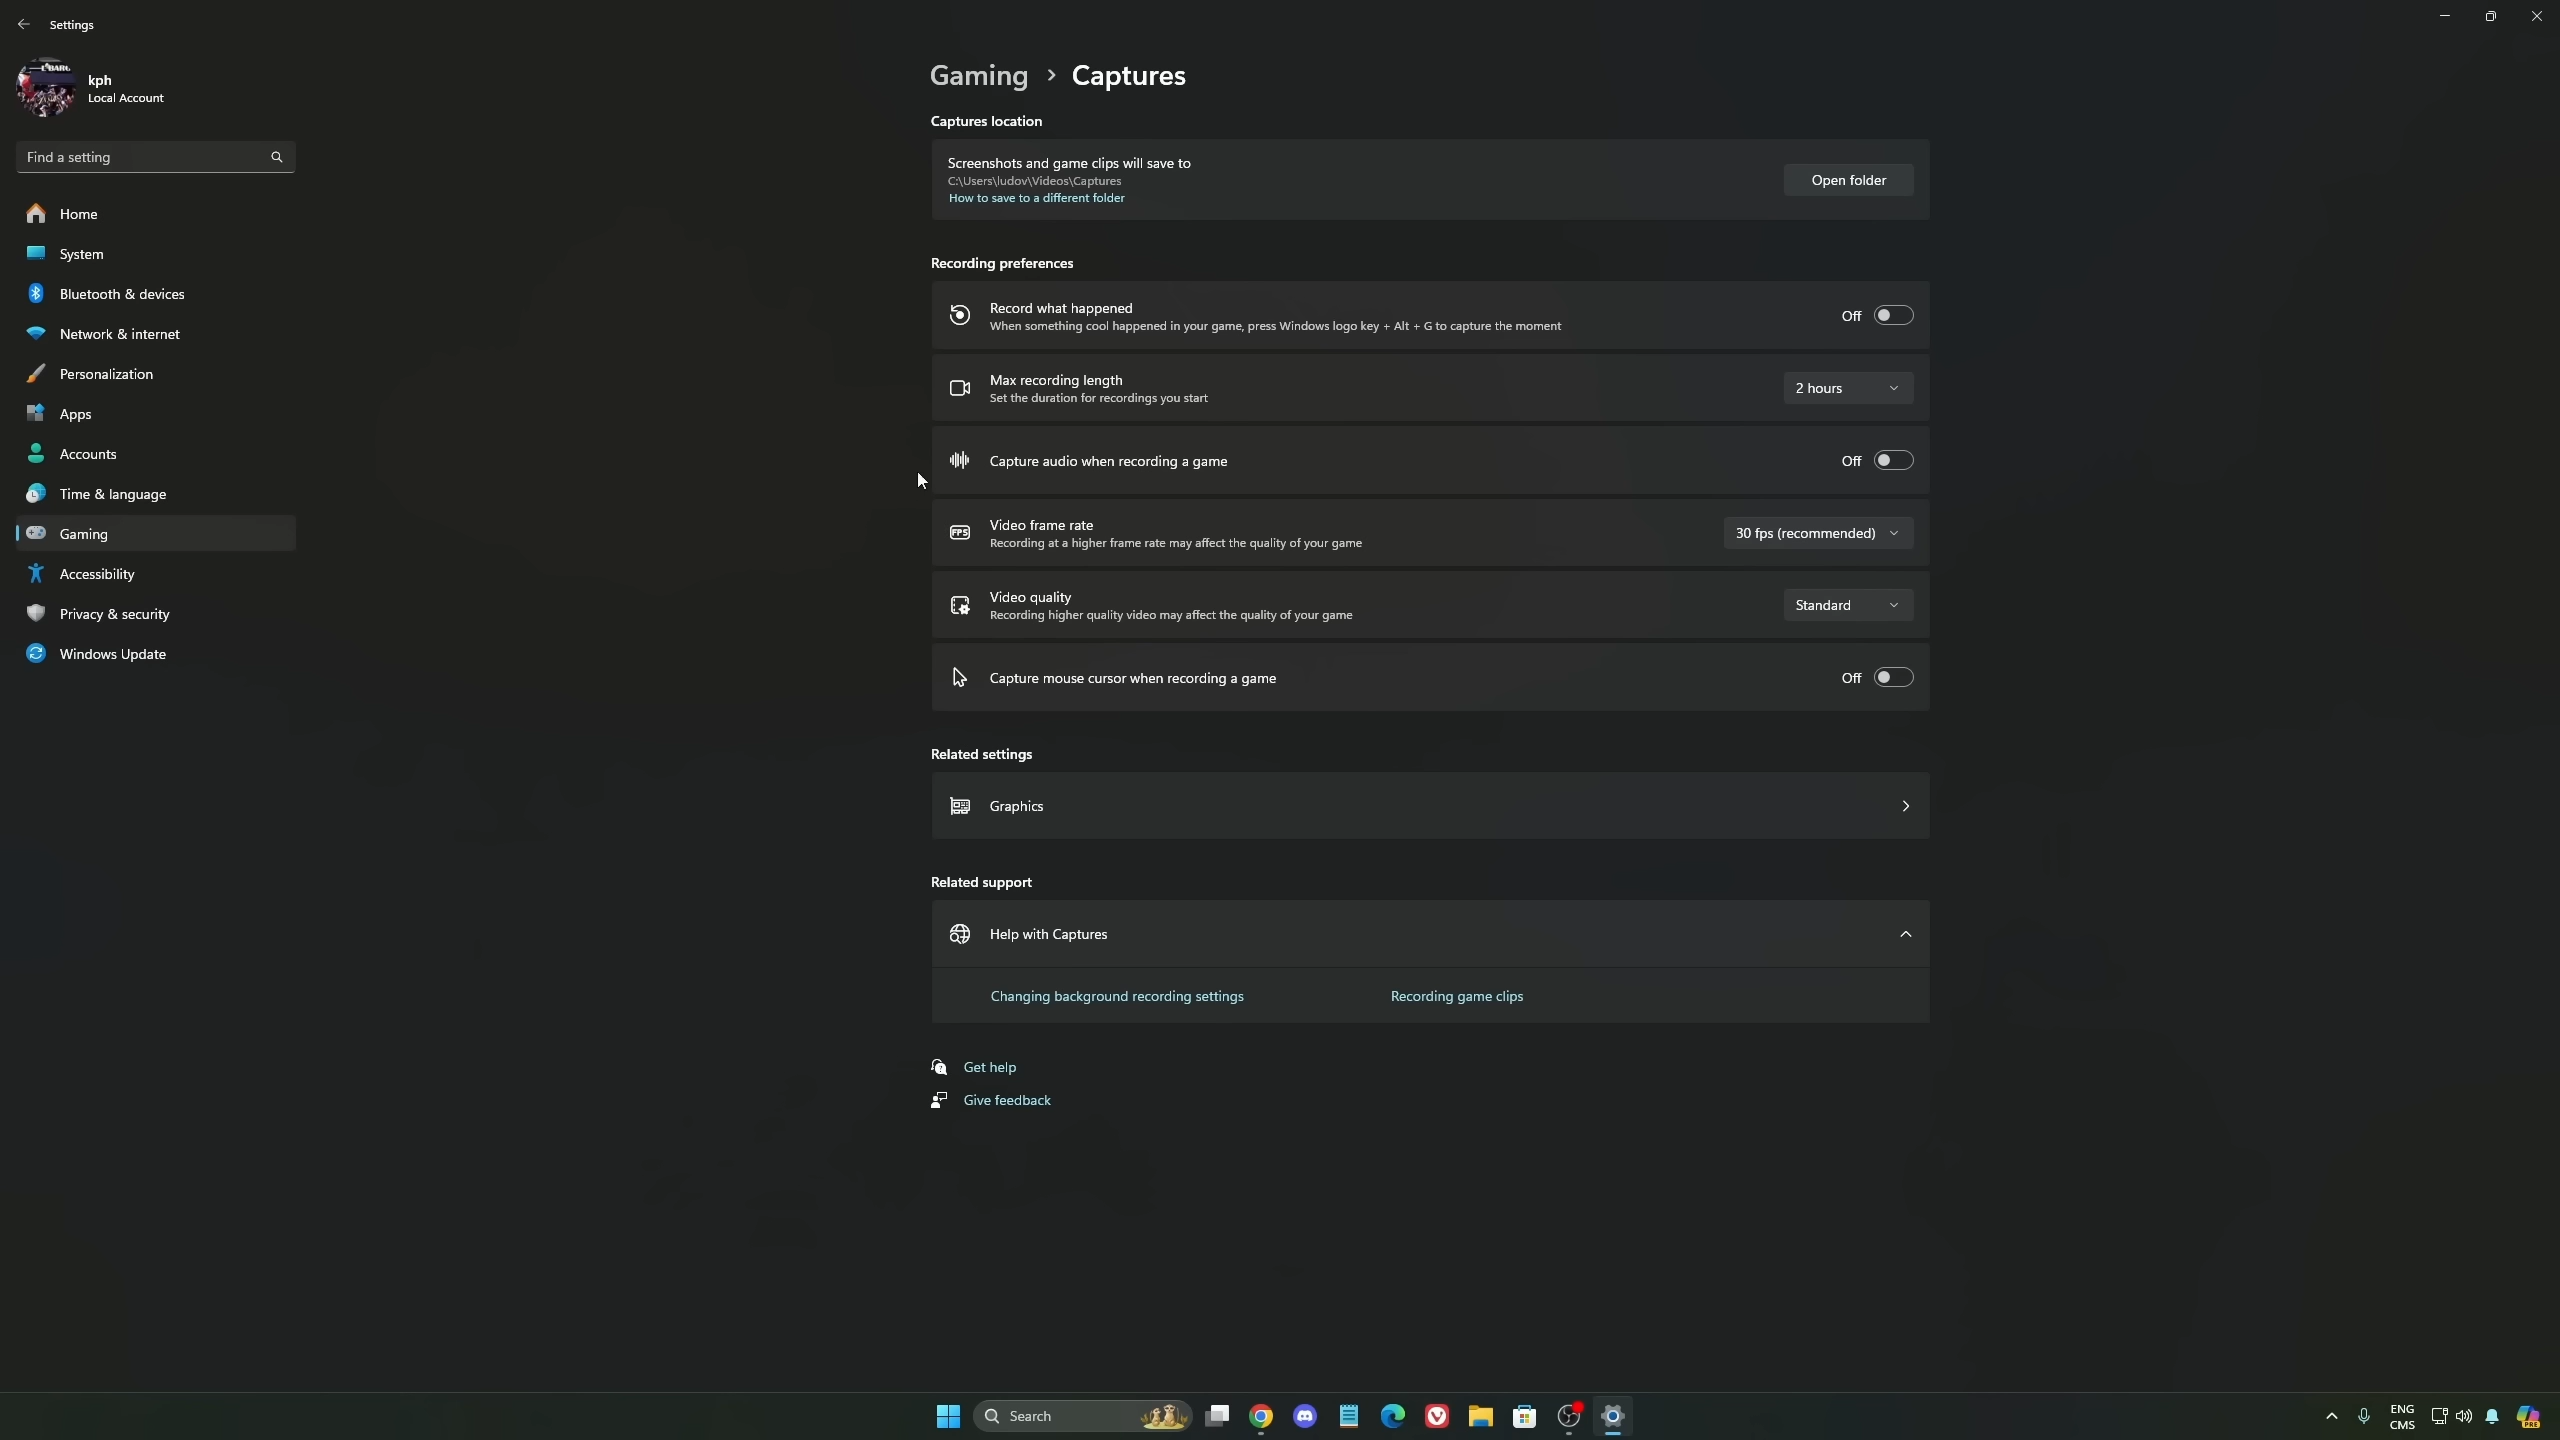 Settings
kph
Local Account
Find a setting
Home
System
Bluetooth & devices
Network & internet
Personalization
Apps
Accounts
Time & language
Gaming
Accessibility
Privacy & security
Windows Update
Gaming > Captures
Captures location
Screenshots and game clips will save to
C:\Users\ludov\Videos\Captures
How to save to a different folder
Open folder
Recording preferences
Record what happened
When something cool happened in your game, press Windows logo key + Alt + G to capture the moment
Off
Max recording length
Set the duration for recordings you start
2 hours
Capture audio when recording a game
Off
FPS
Video frame rate
Recording at a higher frame rate may affect the quality of your game
30 fps (recommended)
Video quality
Recording higher quality video may affect the quality of your game
Standard
Capture mouse cursor when recording a game
Off
Related settings
Graphics
Related support
Help with Captures
Changing background recording settings
Recording game clips
Get help
Give feedback
Search
ENG
CMS
PRE